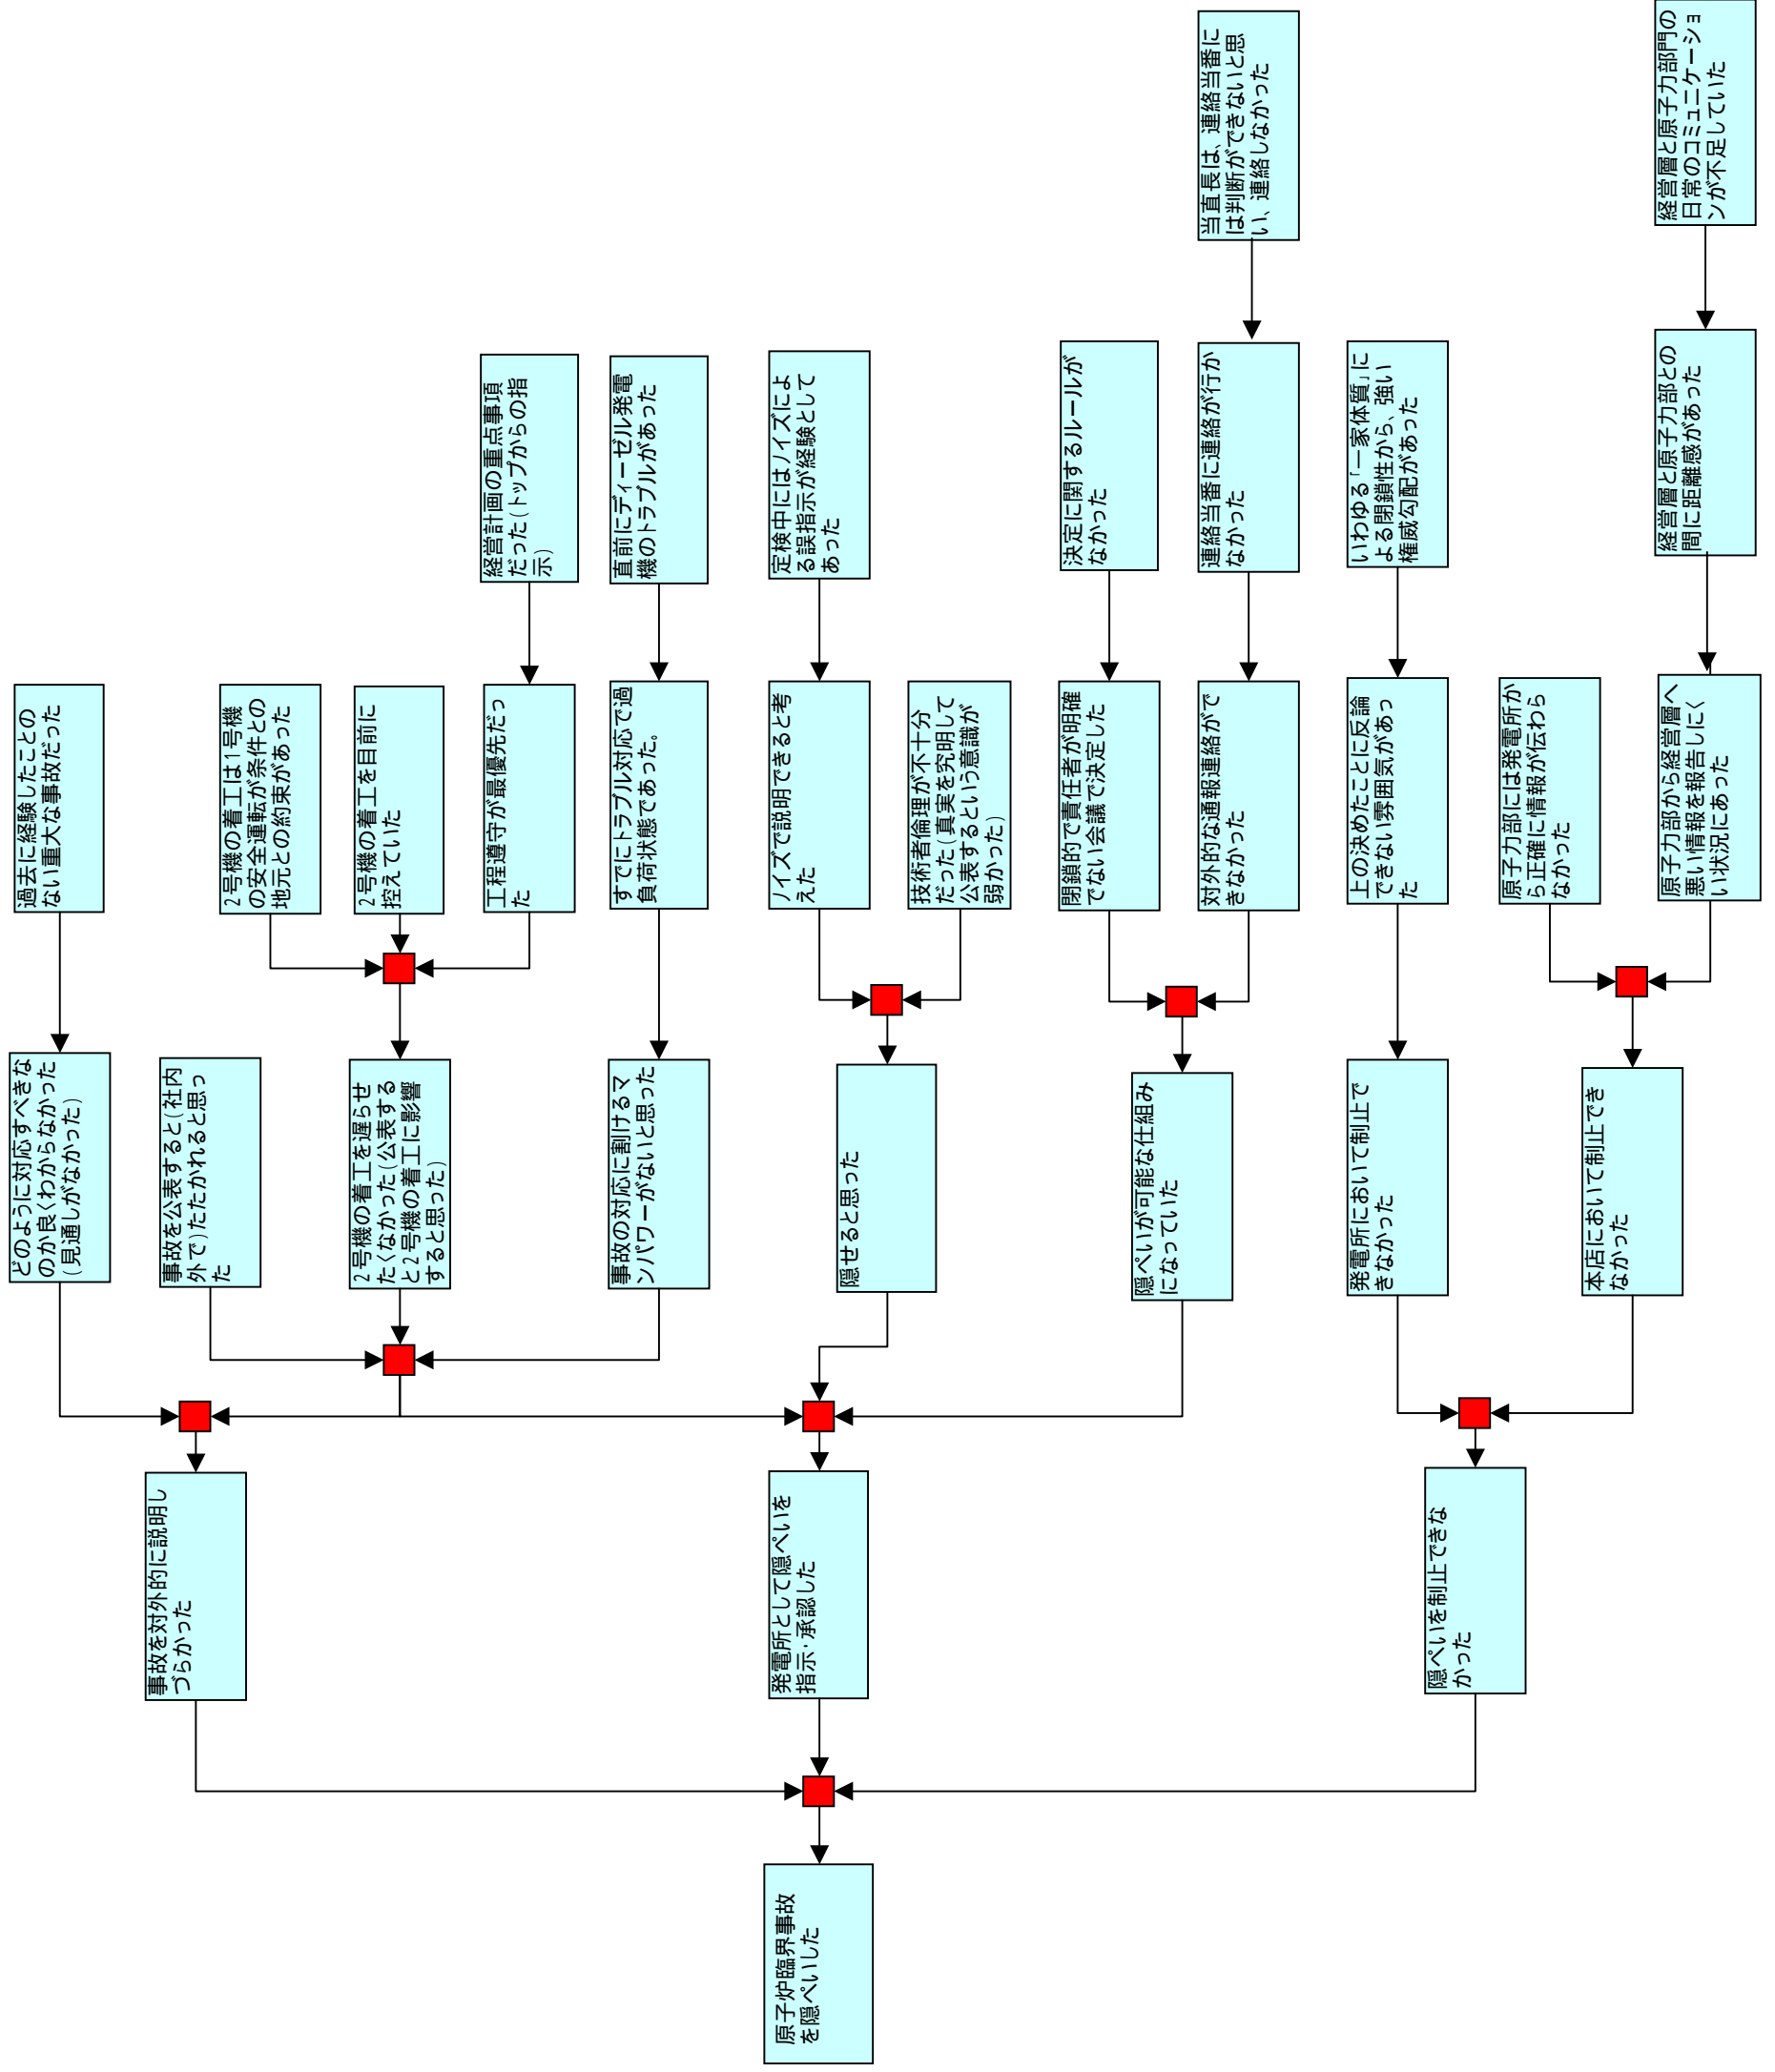 原子炉臨界事故
を隠ぺいした
事故を対外的に説明し
づらかった
発電所として隠ぺいを
指示・承認した
隠ぺいを制止できな
かった
どのように対応すべきな
のか良くわからなかった
(見通しがなかった)
事故を公表すると(社内
外で)たたかれると思っ
た
2号機の着工を遅らせ
たくなかった(公表する
と2号機の着工に影響
すると思った)
事故の対応に割けるマ
ンパワーがないと思った
隠せると思った
隠ぺいが可能な仕組み
になっていた
発電所において制止で
きなかった
本店において制止でき
なかった
過去に経験したことの
ない重大な事故だった
2号機の着工は1号機
の安全運転が条件との
地元との約束があった
2号機の着工を目前に
控えていた
工程遵守が最優先だっ
た
すでにトラブル対応で過
負荷状態であった。
ノイズで説明できると考
えた
技術者倫理が不十分
だった(真実を究明して
公表するという意識が
弱かった)
閉鎖的で責任者が明確
でない会議で決定した
対外的な通報連絡がで
きなかった
上の決めたことに反論
できない雰囲気があっ
た
原子力部には発電所か
ら正確に情報が伝わら
なかった
原子力部から経営層へ
悪い情報を報告しにく
い状況にあった
経営計画の重点事項
だった(トップからの指
示)
直前にディーゼル発電
機のトラブルがあった
定検中にはノイズによ
る誤指示が経験として
あった
決定に関するルールが
なかった
連絡当番に連絡が行か
なかった
いわゆる「一家体質」に
よる閉鎖性から、強い
権威勾配があった
経営層と原子力部との
間に距離感があった
当直長は、連絡当番に
は判断ができないと思
い、連絡しなかった
経営層と原子力部門の
日常のコミュニケーショ
ンが不足していた